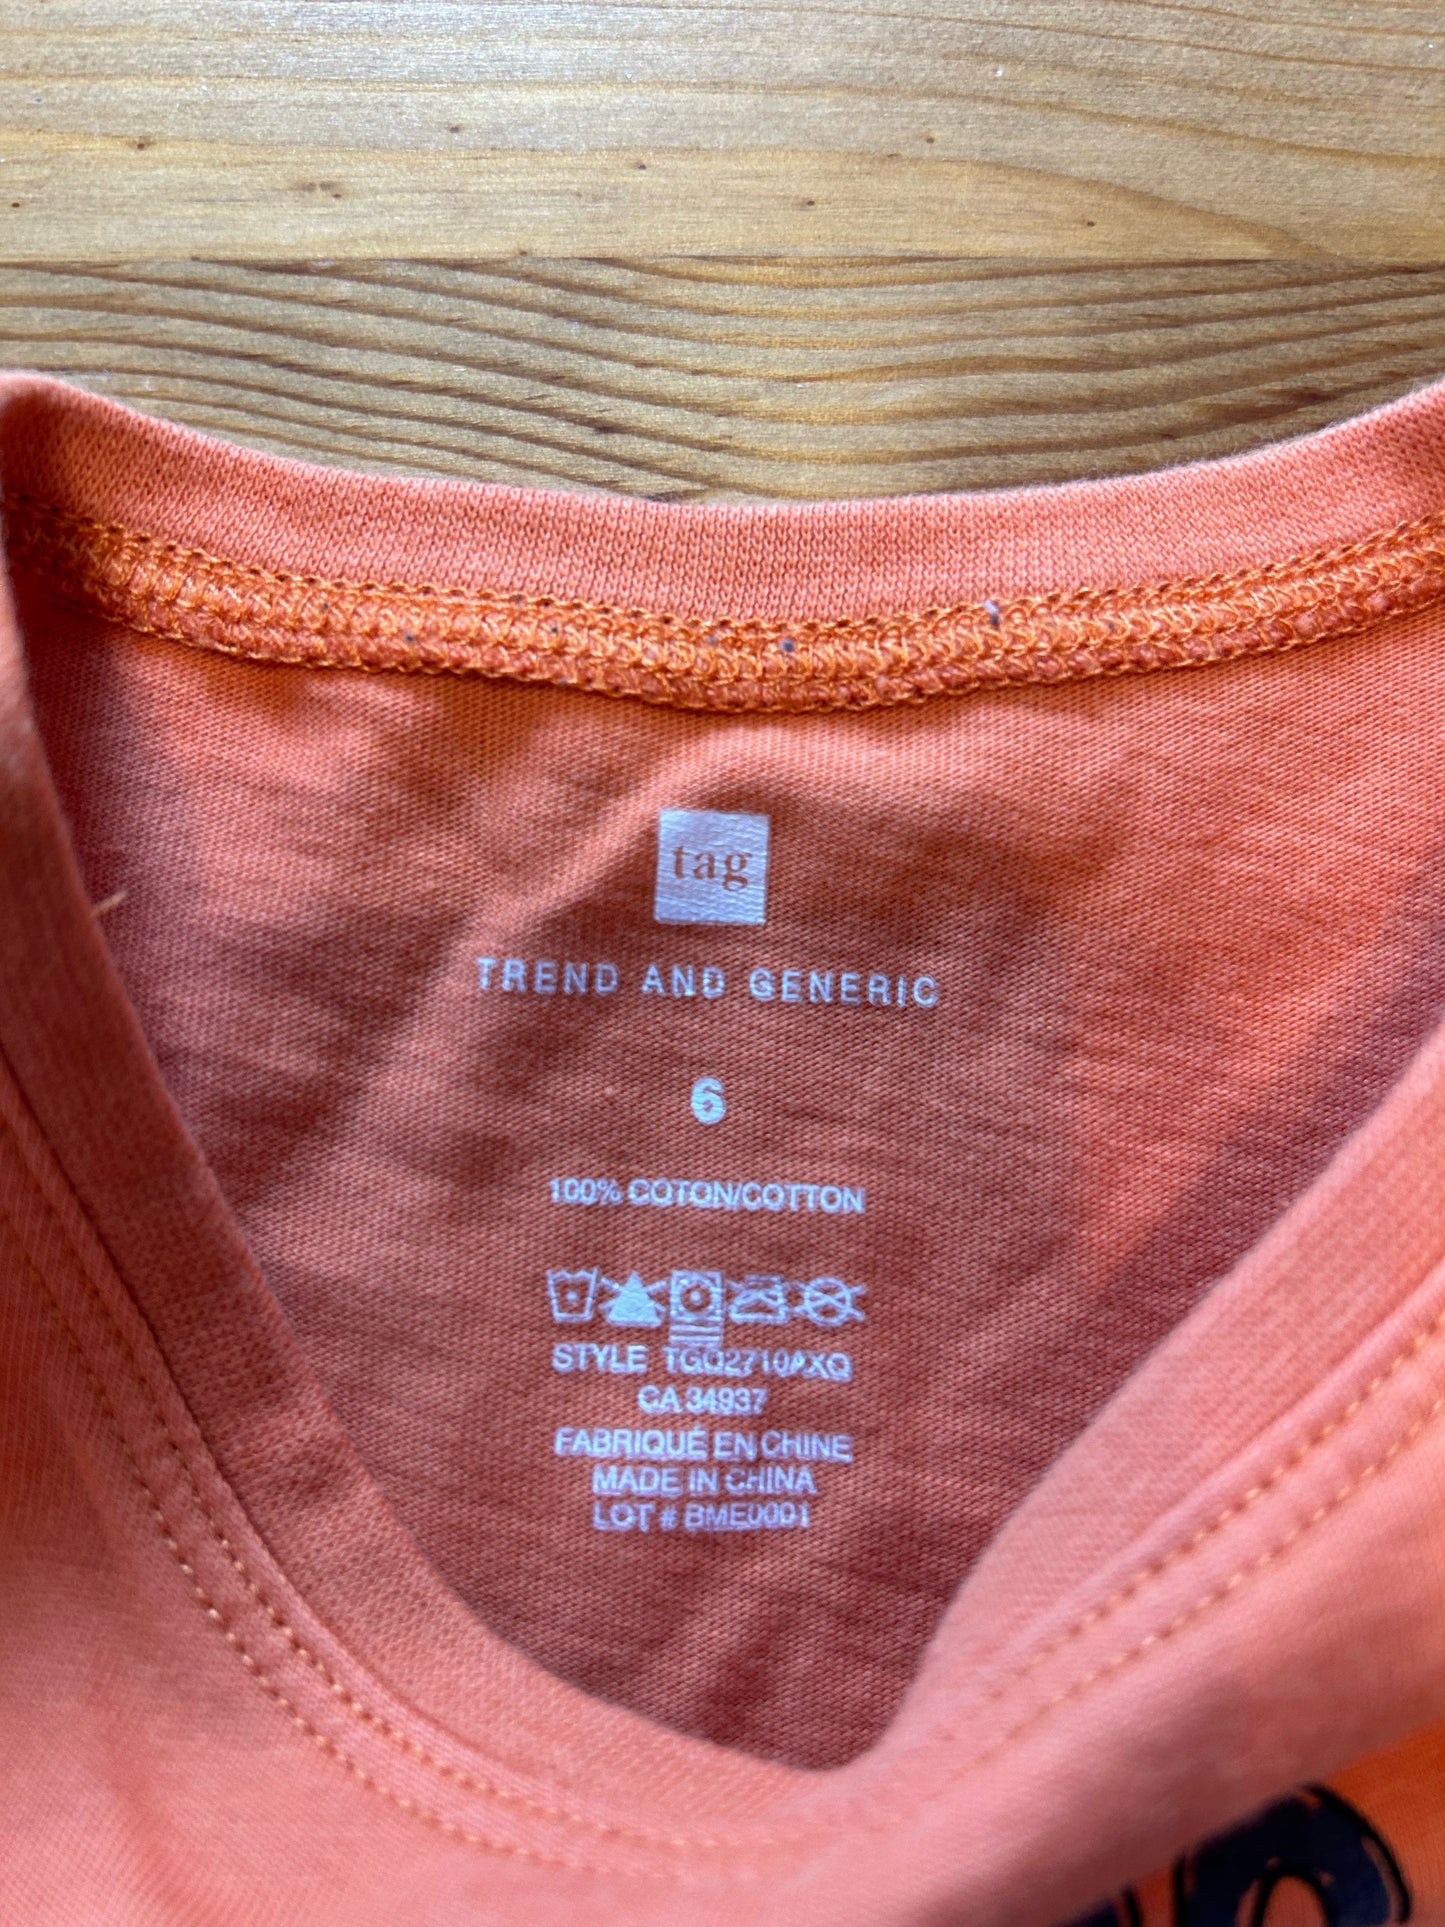 tag
TREND AND GENERIC
6
100% COTON/COTTON
STYLE TGQ2710AXQ
CA 34937
FABRIQUÉ EN CHINE
MADE IN CHINA
LOT # BME0001